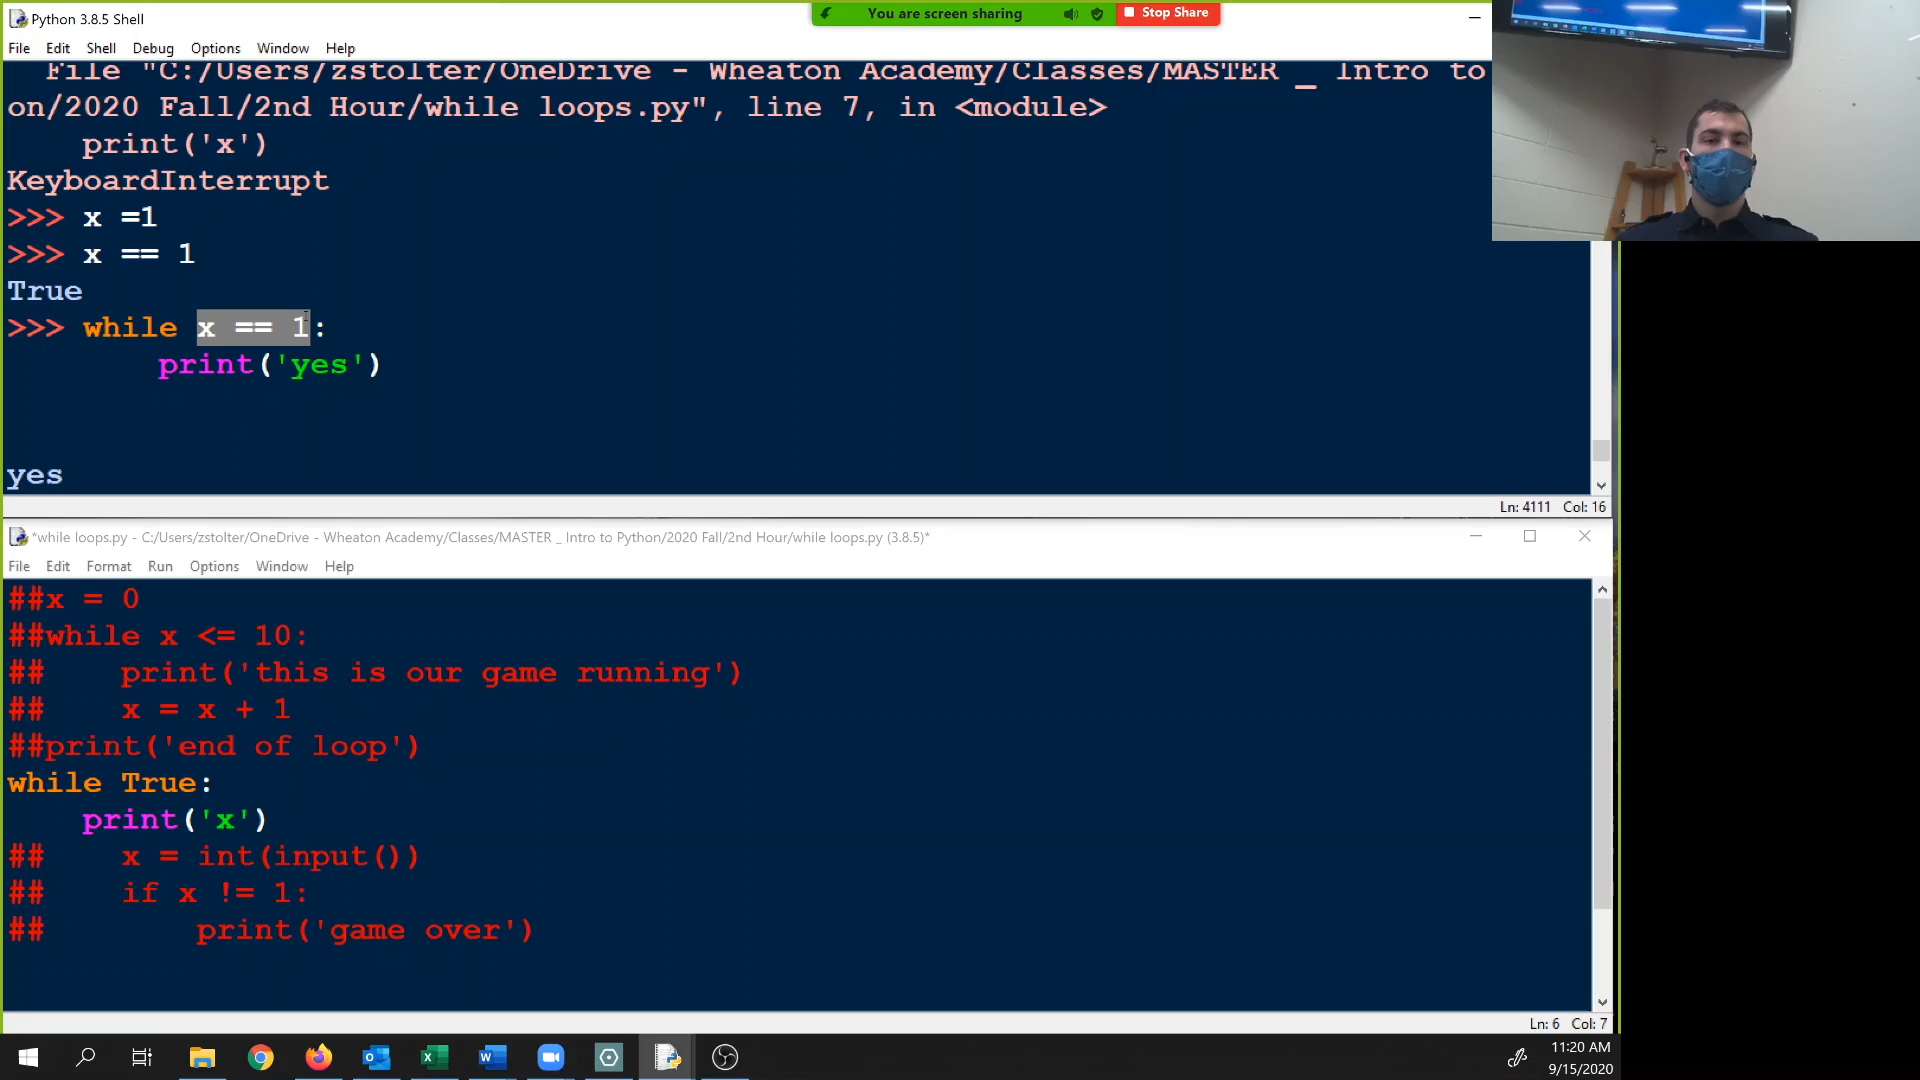 Python 3.8.5 Shell
You are screen sharing
Stop Share
File Edit Shell Debug Options Window Help
File "C:/Users/zstolter/OneDrive - Wheaton Academy/Classes/MASTER _ Intro to
on/2020 Fall/2nd Hour/while loops.py", line 7, in <module>
print('x')
KeyboardInterrupt
>>> x =1
>>> x == 1
True
>>> while x == 1:
print('yes')
yes
Ln: 4111 Col: 16
*while loops.py - C:/Users/zstolter/OneDrive - Wheaton Academy/Classes/MASTER _ Intro to Python/2020 Fall/2nd Hour/while loops.py (3.8.5)*
File Edit Format Run Options Window Help
##x = 0
##while x <= 10:
##    print('this is our game running')
##    x = x + 1
##print('end of loop')
while True:
    print('x')
##    x = int(input())
##    if x != 1:
##        print('game over')
Ln: 6 Col: 7
11:20 AM
9/15/2020